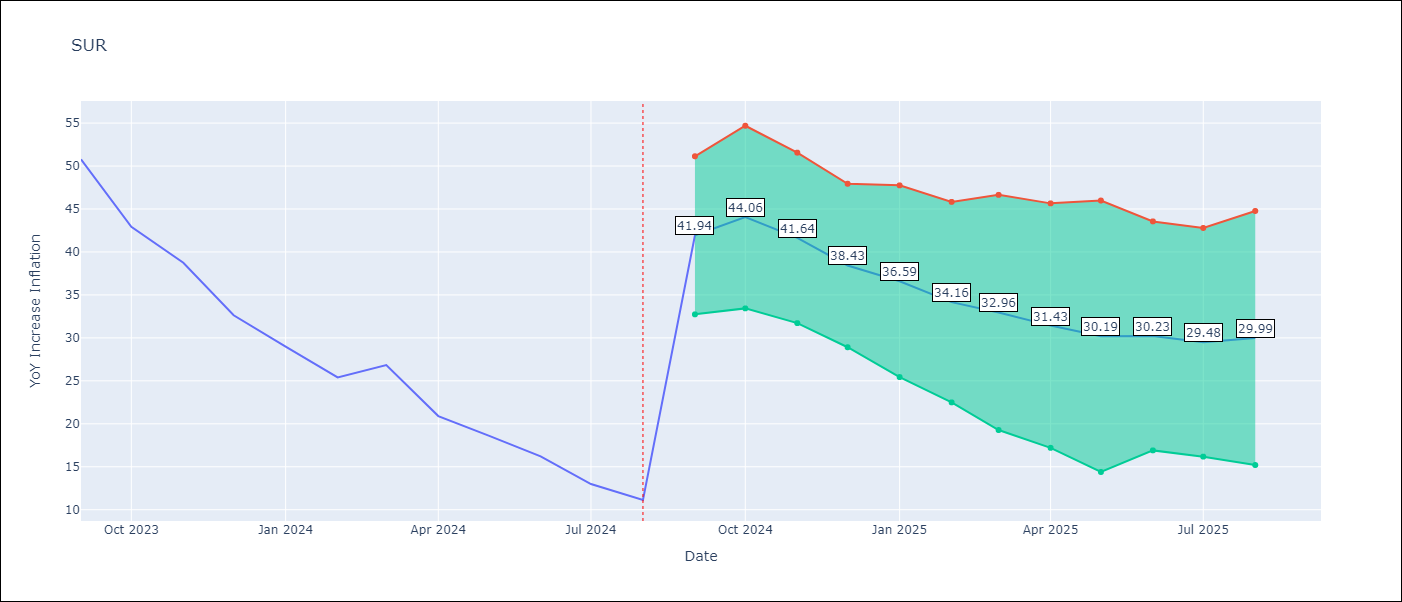 SUR
YoY Increase Inflation
55
50
45
40
35
30
25
20
15
10
41.94
44.06
41.64
38.43
36.59
34.16
32.96
31.43
30.19
30.23
29.48
29.99
Oct 2023
Jan 2024
Apr 2024
Jul 2024
Oct 2024
Jan 2025
Apr 2025
Jul 2025
Date